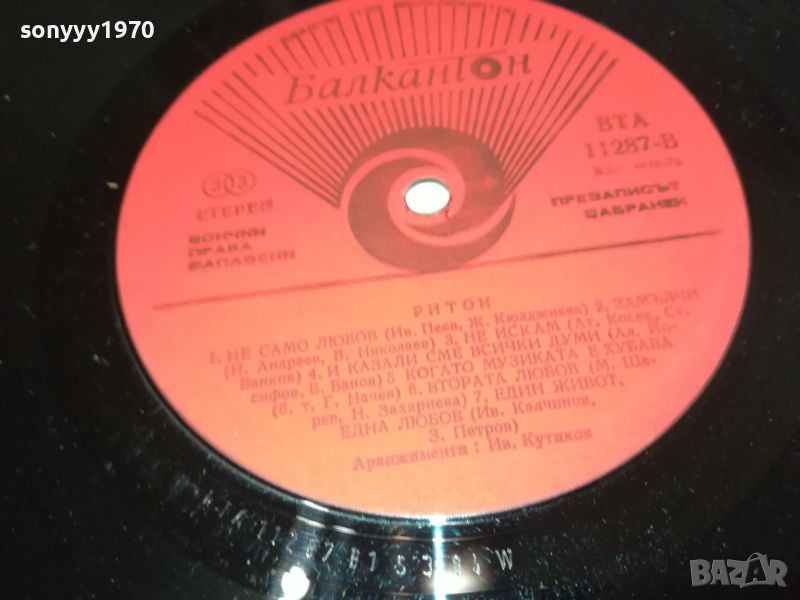 sonyyy1970
Балкантон
ВТА
11287-В
33
СТЕРЕО
ВСИЧКИ
ПРАВА
ЗАПАЗЕНИ
ПРЕЗАПИСЪТ
ЗАБРАНЕН
РИТОН
1. НЕ САМО ЛЮБОВ (Ив. Пеев, Ж. Кюлджиева) 2. ЗАМЪЛЧИ
(Н. Андреев, В. Николаев) 3. НЕ ИСКАМ (Ат. Косев, Ст.
Банков) 4. И КАЗАЛИ СМЕ ВСИЧКИ ДУМИ (Ал. Йо-
сифов, Б. Банов) 5 КОГАТО МУЗИКАТА Е ХУБАВА
(б. т. Г. Начев) 6. ВТОРАТА ЛЮБОВ (М. Ще-
рев, Н. Захариева) 7. ЕДИН ЖИВОТ,
ЕДНА ЛЮБОВ (Ив. Калчинов,
З. Петров)
Аранжименти : Ив. Кутиков
BAZAR